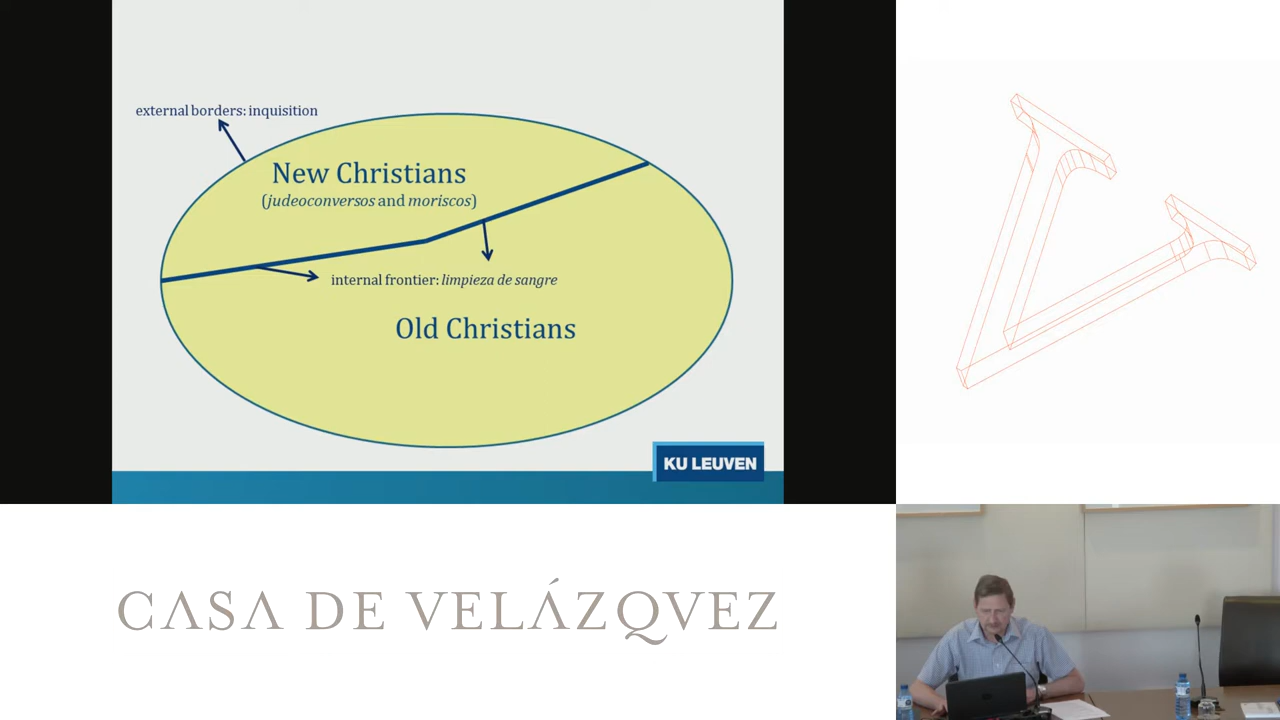 external borders: inquisition
New Christians
(judeoconversos and moriscos)
internal frontier: limpieza de sangre
Old Christians
KU LEUVEN
CASA DE VELÁZQVEZ